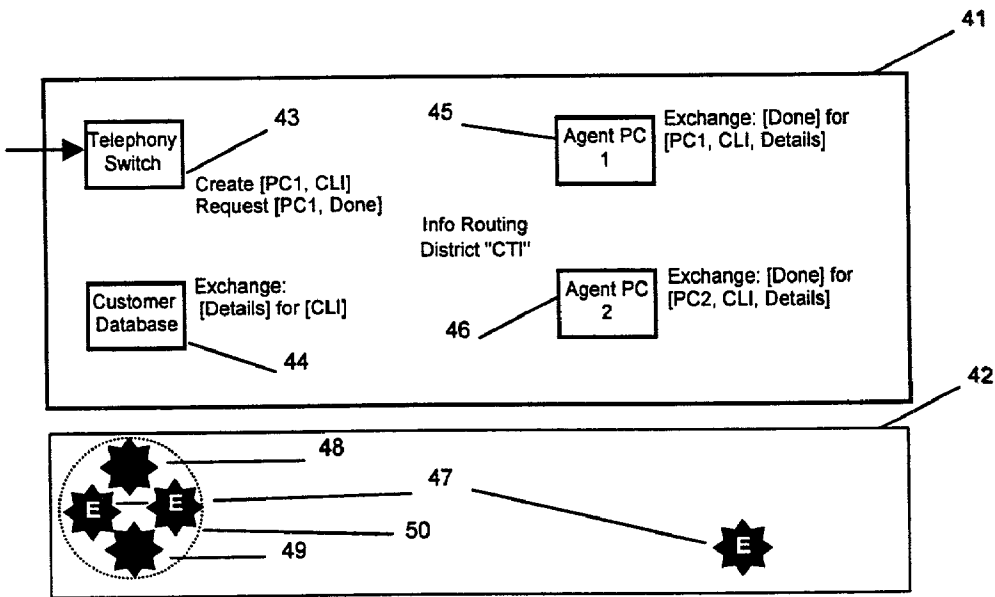 41
43
45
Telephony
Switch
Create [PC1, CLI]
Request [PC1, Done]
Agent PC
1
Exchange: [Done] for
[PC1, CLI, Details]
Info Routing
District "CTI"
Customer
Database
Exchange:
[Details] for [CLI]
44
Agent PC
2
46
Exchange: [Done] for
[PC2, CLI, Details]
42
48
47
E
E
50
49
E